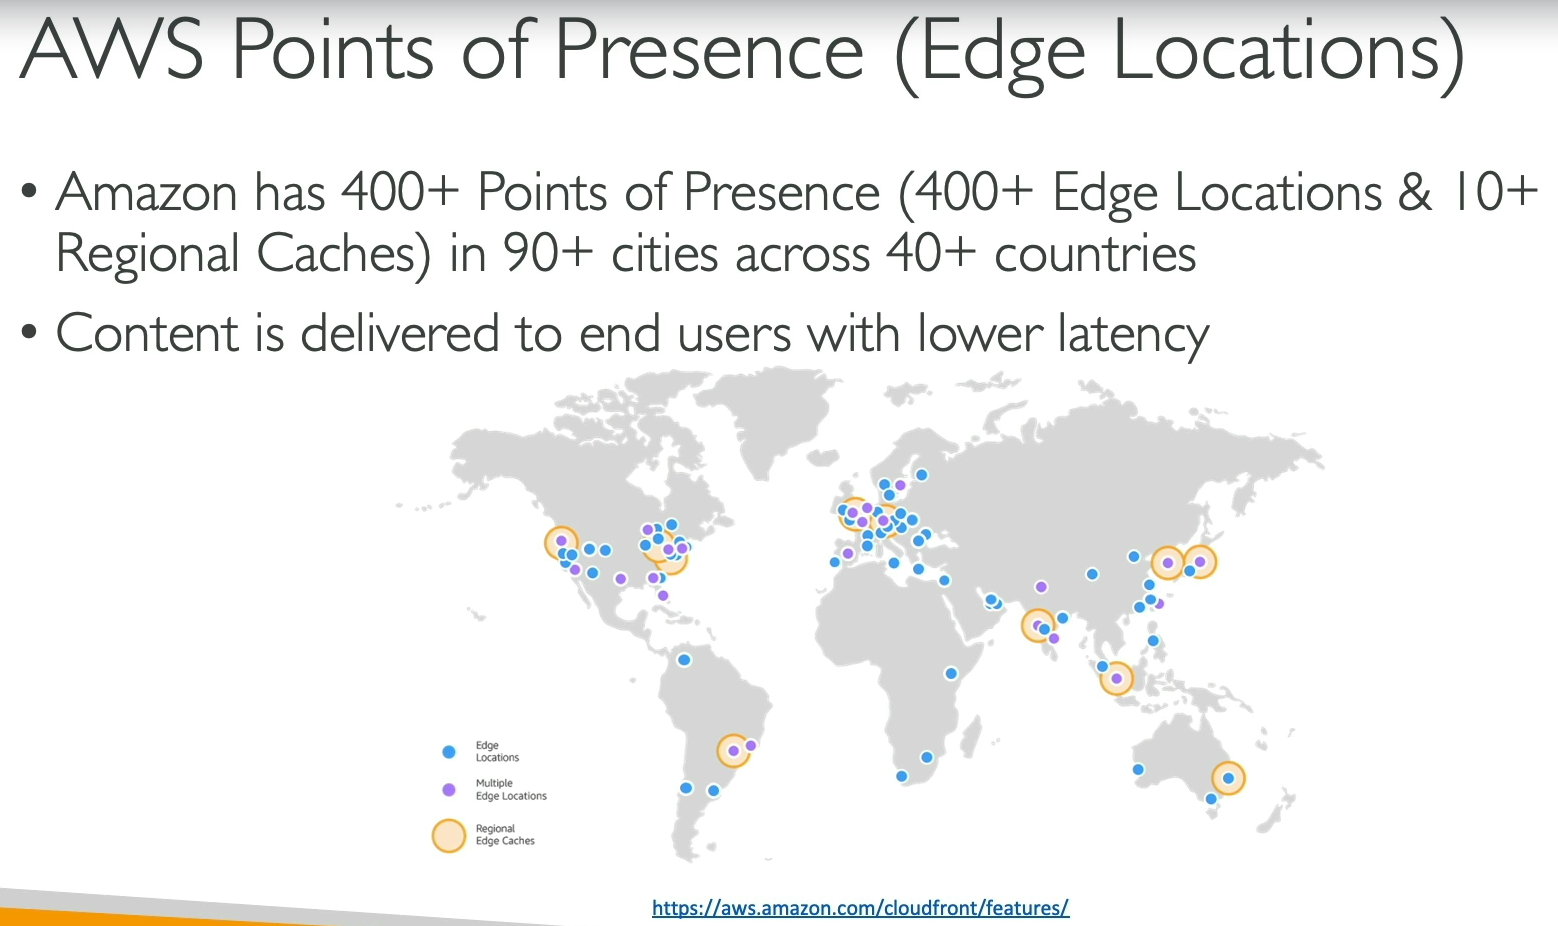 AWS Points of Presence (Edge Locations)
• Amazon has 400+ Points of Presence (400+ Edge Locations & 10+
Regional Caches) in 90+ cities across 40+ countries
• Content is delivered to end users with lower latency
Edge
Locations
Multiple
Edge Locations
Regional
Edge Caches
https://aws.amazon.com/cloudfront/features/